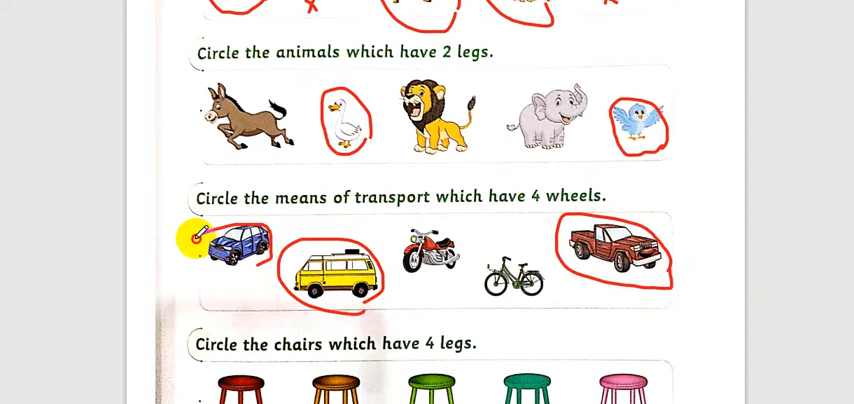 Circle the animals which have 2 legs.
Circle the means of transport which have 4 wheels.
Circle the chairs which have 4 legs.